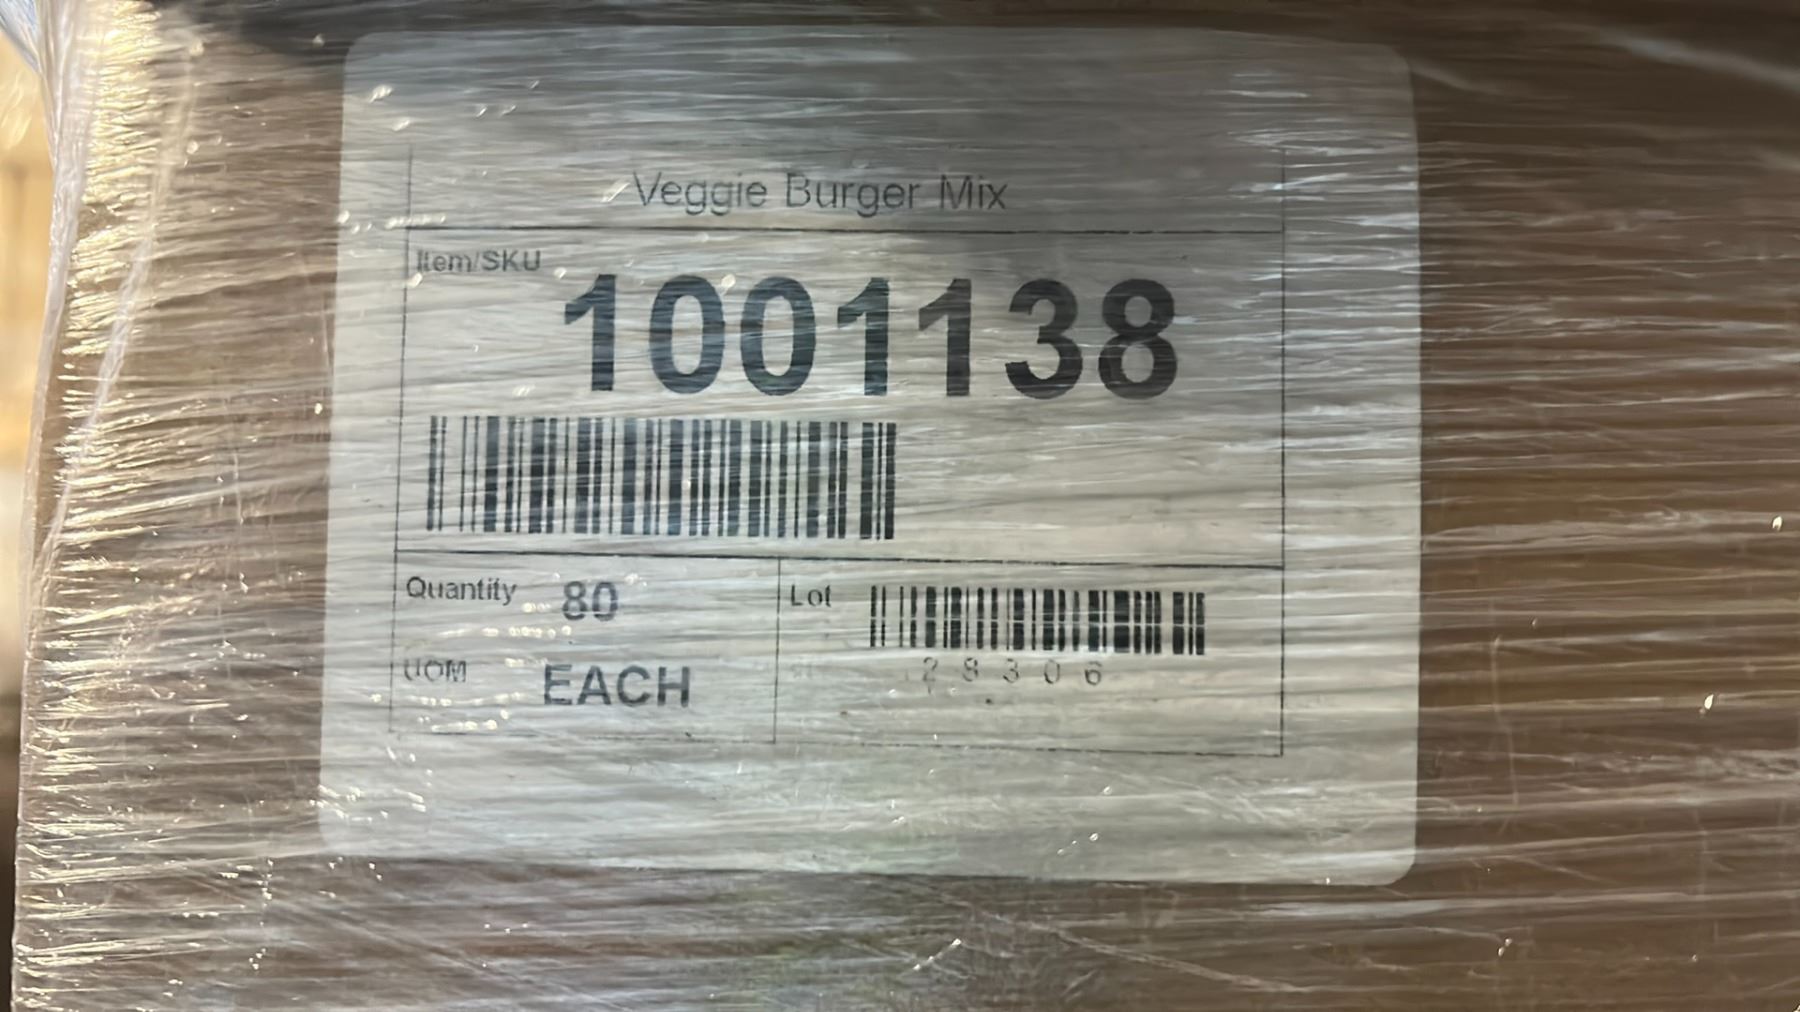 Veggie Burger Mix
Item/SKU
1001138
Quantity 80
Lot
28306
UOM EACH